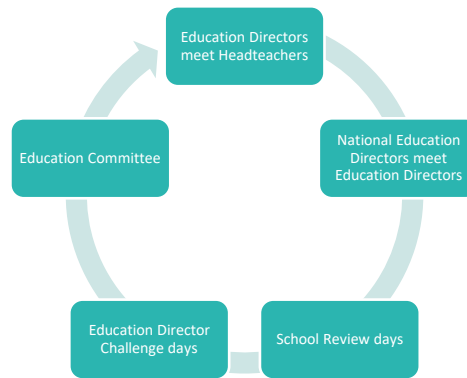 Education Directors
meet Headteachers
National Education
Directors meet
Education Directors
School Review days
Education Director
Challenge days
Education Committee